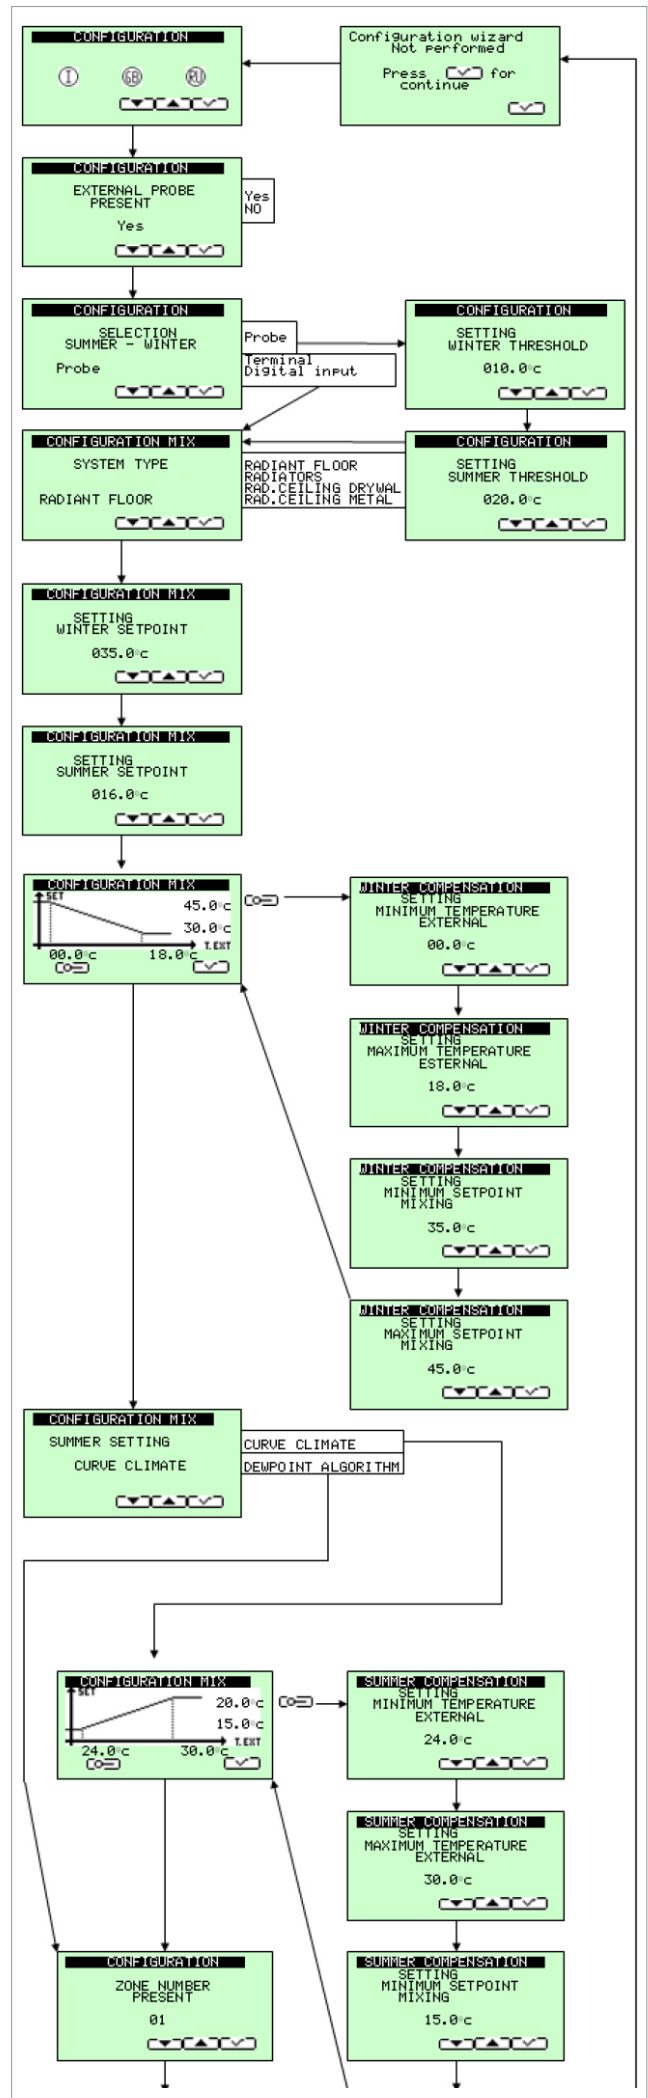 CONFIGURATION
I GB RU
Configuration wizard
Not performed
Press for
continue
CONFIGURATION
EXTERNAL PROBE
PRESENT
Yes
Yes
NO
CONFIGURATION
SELECTION
SUMMER - WINTER
Probe
Probe
Terminal
Digital input
CONFIGURATION
SETTING
WINTER THRESHOLD
010.0°c
CONFIGURATION MIX
SYSTEM TYPE
RADIANT FLOOR
RADIANT FLOOR
RADIATORS
RAD.CEILING DRYWAL
RAD.CEILING METAL
CONFIGURATION
SETTING
SUMMER THRESHOLD
020.0°c
CONFIGURATION MIX
SETTING
WINTER SETPOINT
035.0°c
CONFIGURATION MIX
SETTING
SUMMER SETPOINT
016.0°c
CONFIGURATION MIX
SET
45.0°c
30.0°c
T.EXT
00.0°c 18.0°c
WINTER COMPENSATION
SETTING
MINIMUM TEMPERATURE
EXTERNAL
00.0°c
WINTER COMPENSATION
SETTING
MAXIMUM TEMPERATURE
ESTERNAL
18.0°c
WINTER COMPENSATION
SETTING
MINIMUM SETPOINT
MIXING
35.0°c
WINTER COMPENSATION
SETTING
MAXIMUM SETPOINT
MIXING
45.0°c
CONFIGURATION MIX
SUMMER SETTING
CURVE CLIMATE
CURVE CLIMATE
DEWPOINT ALGORITHM
CONFIGURATION MIX
SET
20.0°c
15.0°c
T.EXT
24.0°c 30.0°c
SUMMER COMPENSATION
SETTING
MINIMUM TEMPERATURE
EXTERNAL
24.0°c
SUMMER COMPENSATION
SETTING
MAXIMUM TEMPERATURE
EXTERNAL
30.0°c
CONFIGURATION
ZONE NUMBER
PRESENT
01
SUMMER COMPENSATION
SETTING
MINIMUM SETPOINT
MIXING
15.0°c